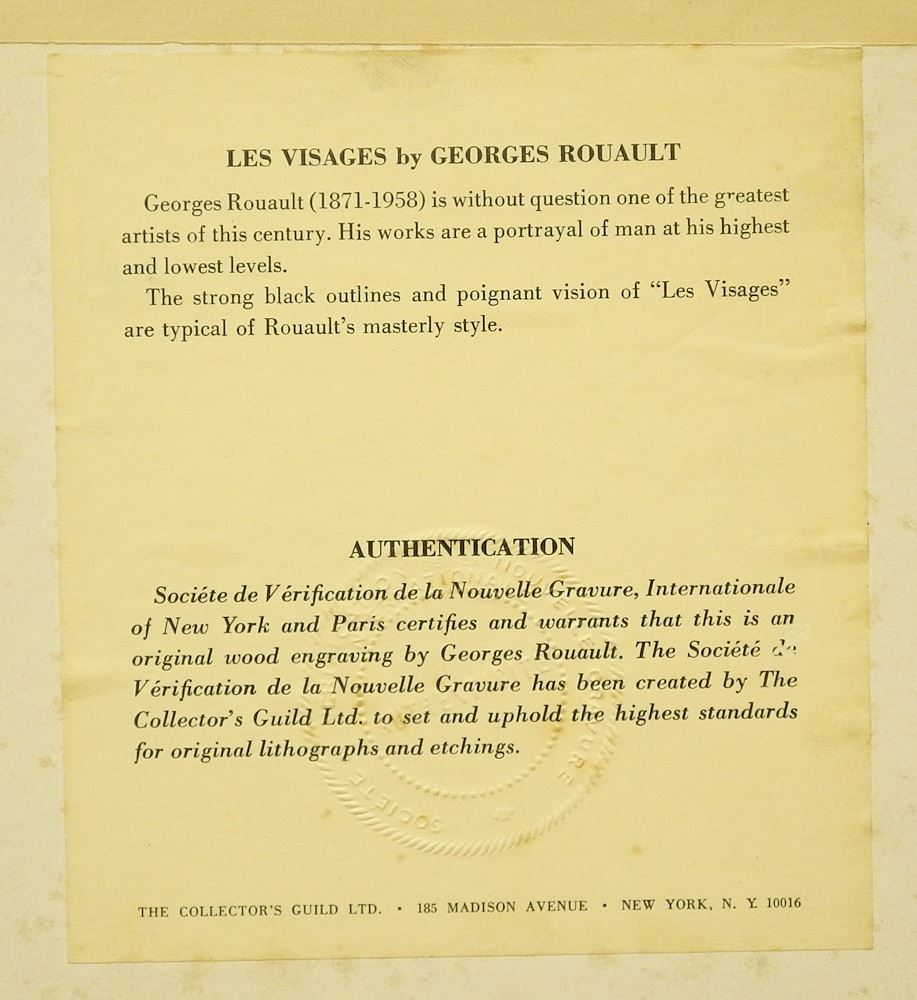 LES VISAGES by GEORGES ROUAULT
Georges Rouault (1871-1958) is without question one of the greatest
artists of this century. His works are a portrayal of man at his highest
and lowest levels.
The strong black outlines and poignant vision of “Les Visages”
are typical of Rouault’s masterly style.
AUTHENTICATION
Sociéte de Vérification de la Nouvelle Gravure, Internationale
of New York and Paris certifies and warrants that this is an
original wood engraving by Georges Rouault. The Société de
Vérification de la Nouvelle Gravure has been created by The
Collector’s Guild Ltd. to set and uphold the highest standards
for original lithographs and etchings.
SOCIETE
THE COLLECTOR’S GUILD LTD. • 185 MADISON AVENUE • NEW YORK, N. Y. 10016